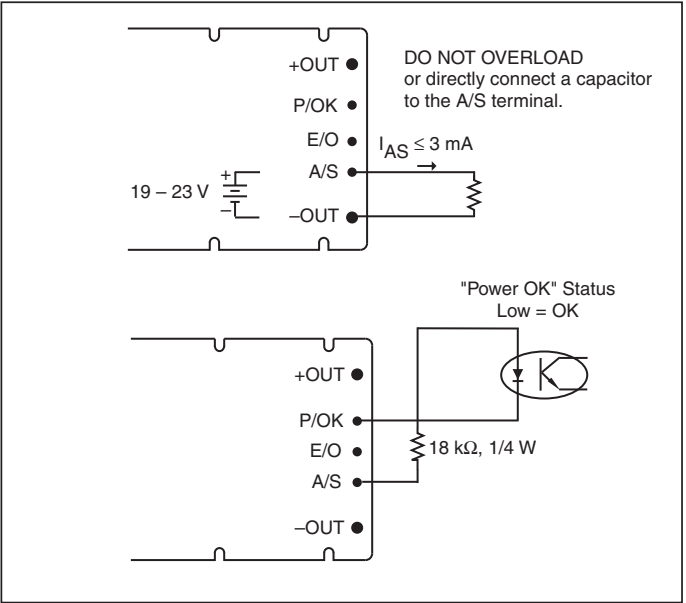 +OUT
P/OK
E/O
A/S
–OUT
DO NOT OVERLOAD
or directly connect a capacitor
to the A/S terminal.
IAS ≤ 3 mA
+
19 – 23 V
–
"Power OK" Status
Low = OK
+OUT
P/OK
E/O
A/S
–OUT
18 kΩ, 1/4 W